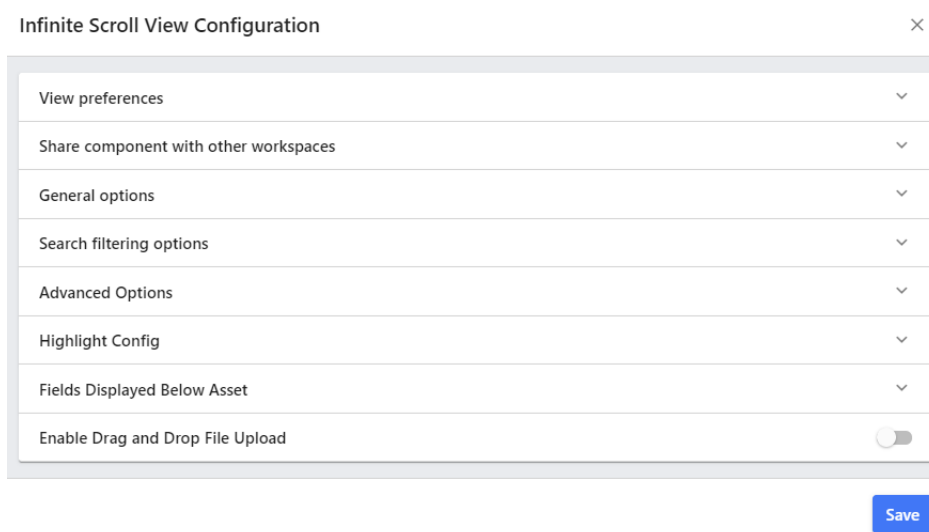 Infinite Scroll View Configuration
View preferences
Share component with other workspaces
General options
Search filtering options
Advanced Options
Highlight Config
Fields Displayed Below Asset
Enable Drag and Drop File Upload
Save